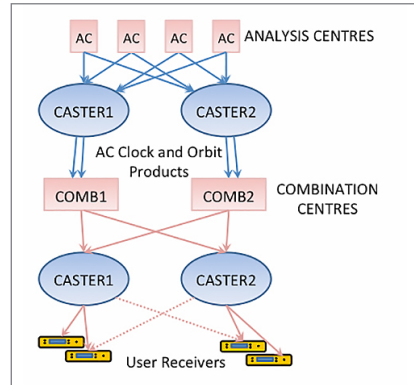 AC AC AC AC ANALYSIS CENTRES
CASTER1 CASTER2
AC Clock and Orbit
Products
COMB1 COMB2 COMBINATION
CENTRES
CASTER1 CASTER2
User Receivers